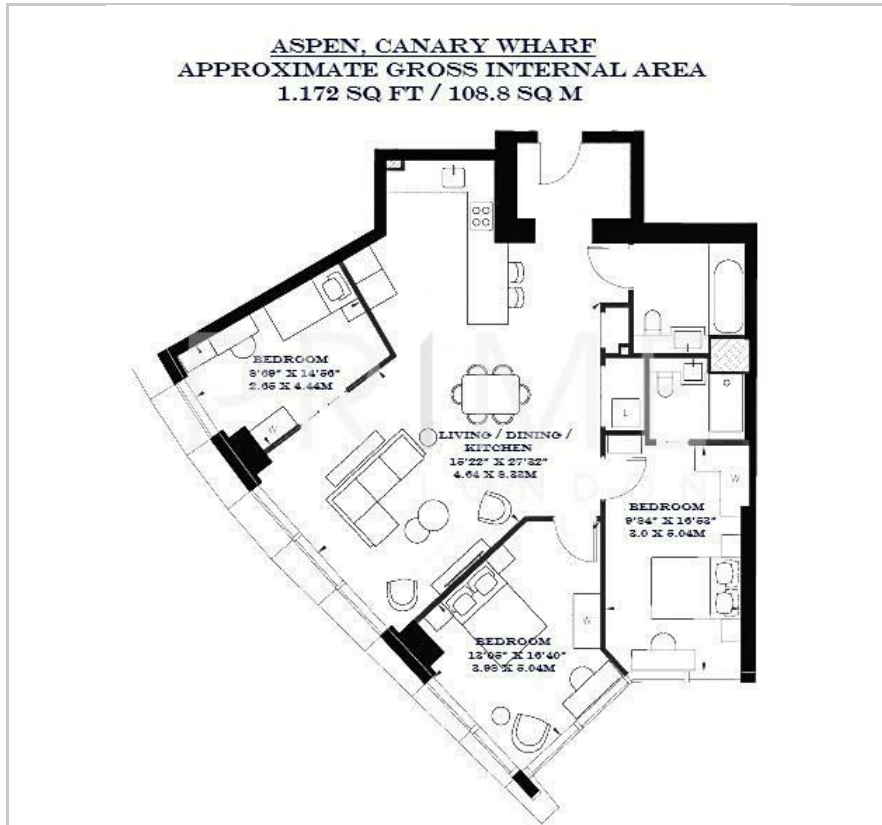 ASPEN, CANARY WHARF
APPROXIMATE GROSS INTERNAL AREA
1.172 SQ FT / 108.8 SQ M
BEDROOM
8'69" X 14'56"
2.65 X 4.44M
W
LIVING / DINING /
KITCHEN
15'22" X 27'32"
4.64 X 8.33M
PRIME
LONDON
L
W
BEDROOM
9'84" X 16'53"
3.0 X 5.04M
W
BEDROOM
13'05" X 16'40"
3.98 X 5.04M